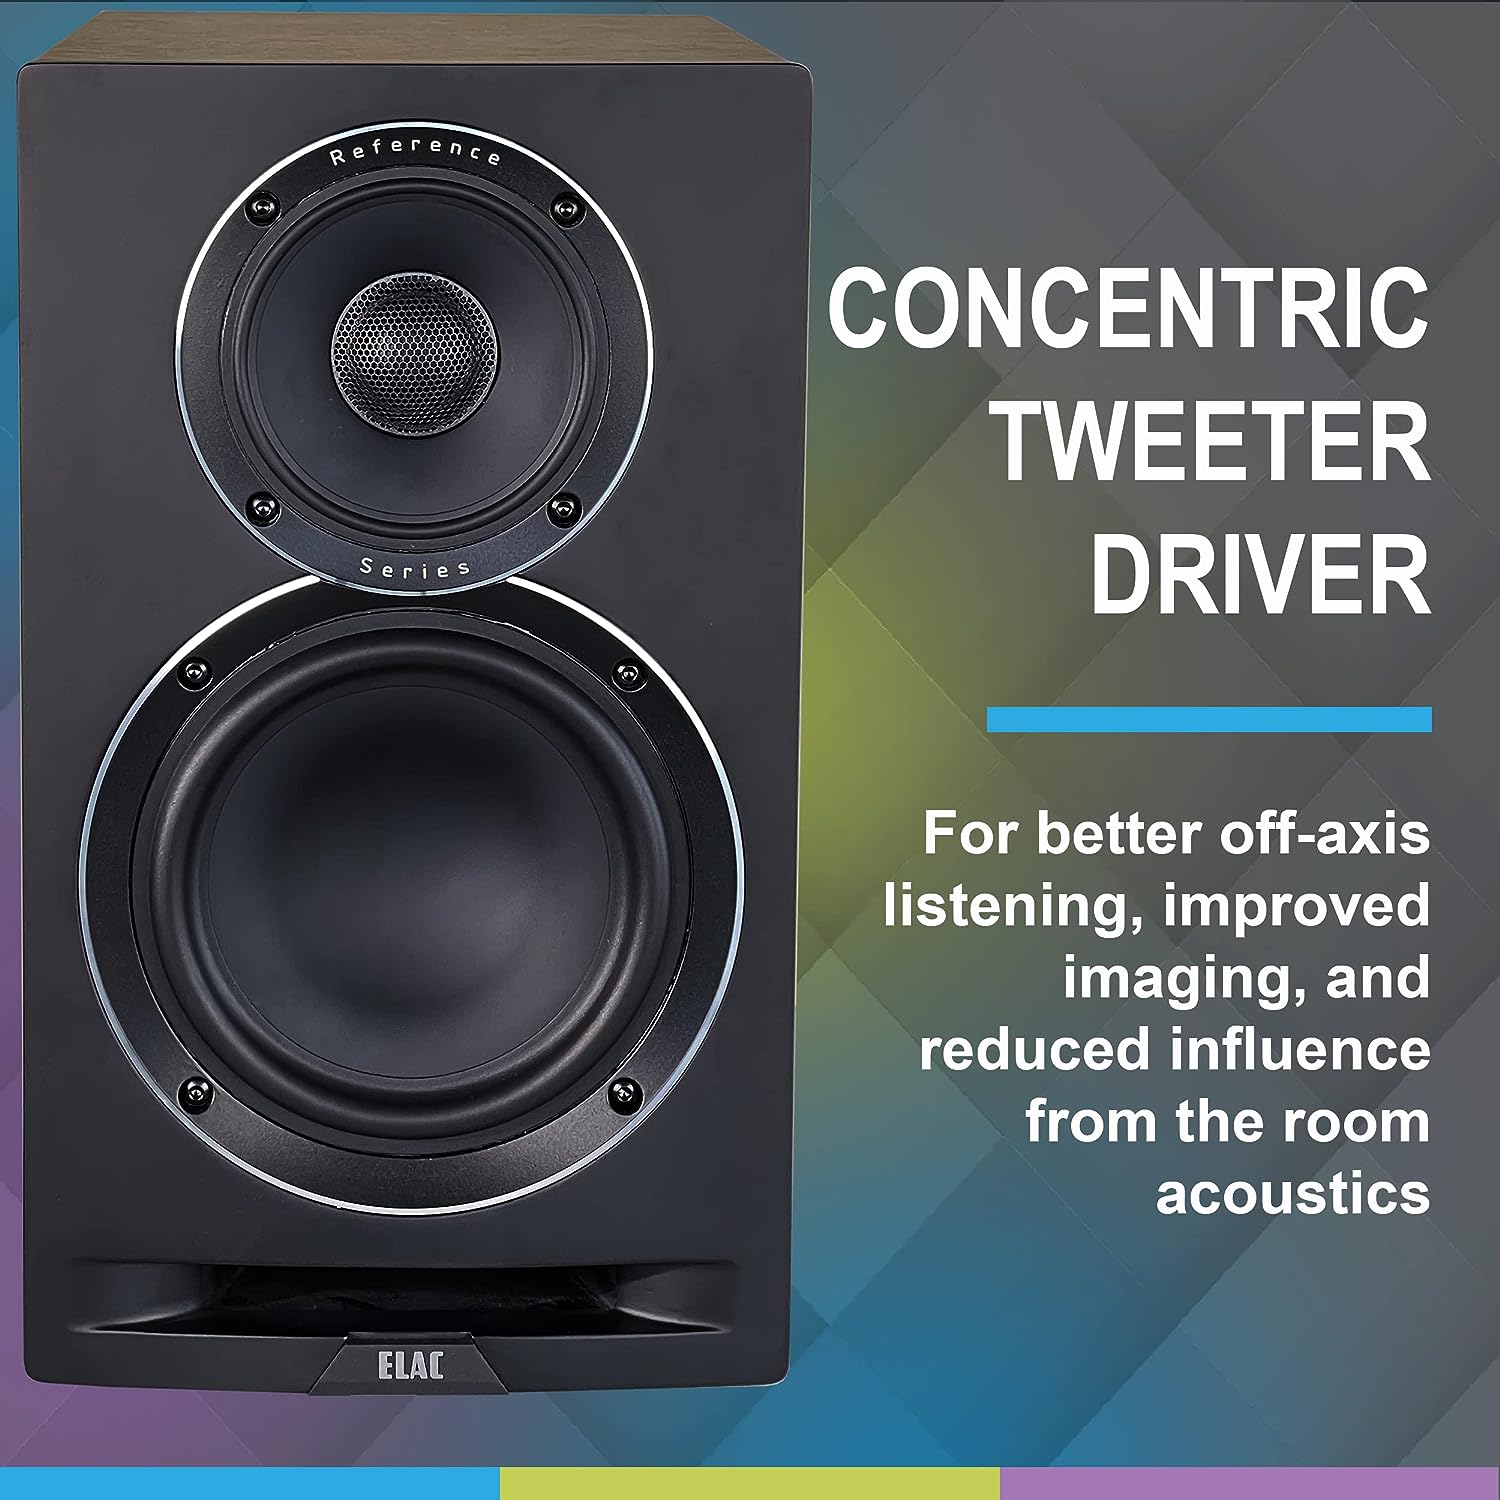 Reference
Series
ELAC
CONCENTRIC
TWEETER
DRIVER
For better off-axis
listening, improved
imaging, and
reduced influence
from the room
acoustics